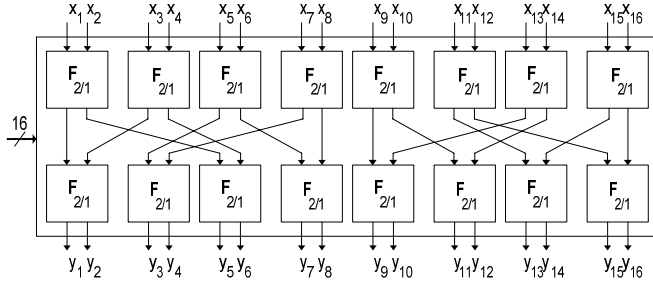 x₁ x₂ x₃ x₄ x₅ x₆ x₇ x₈ x₉ x₁₀ x₁₁ x₁₂ x₁₃ x₁₄ x₁₅ x₁₆
F₂/₁ F₂/₁ F₂/₁ F₂/₁ F₂/₁ F₂/₁ F₂/₁ F₂/₁
16
F₂/₁ F₂/₁ F₂/₁ F₂/₁ F₂/₁ F₂/₁ F₂/₁ F₂/₁
y₁ y₂ y₃ y₄ y₅ y₆ y₇ y₈ y₉ y₁₀ y₁₁ y₁₂ y₁₃ y₁₄ y₁₅ y₁₆